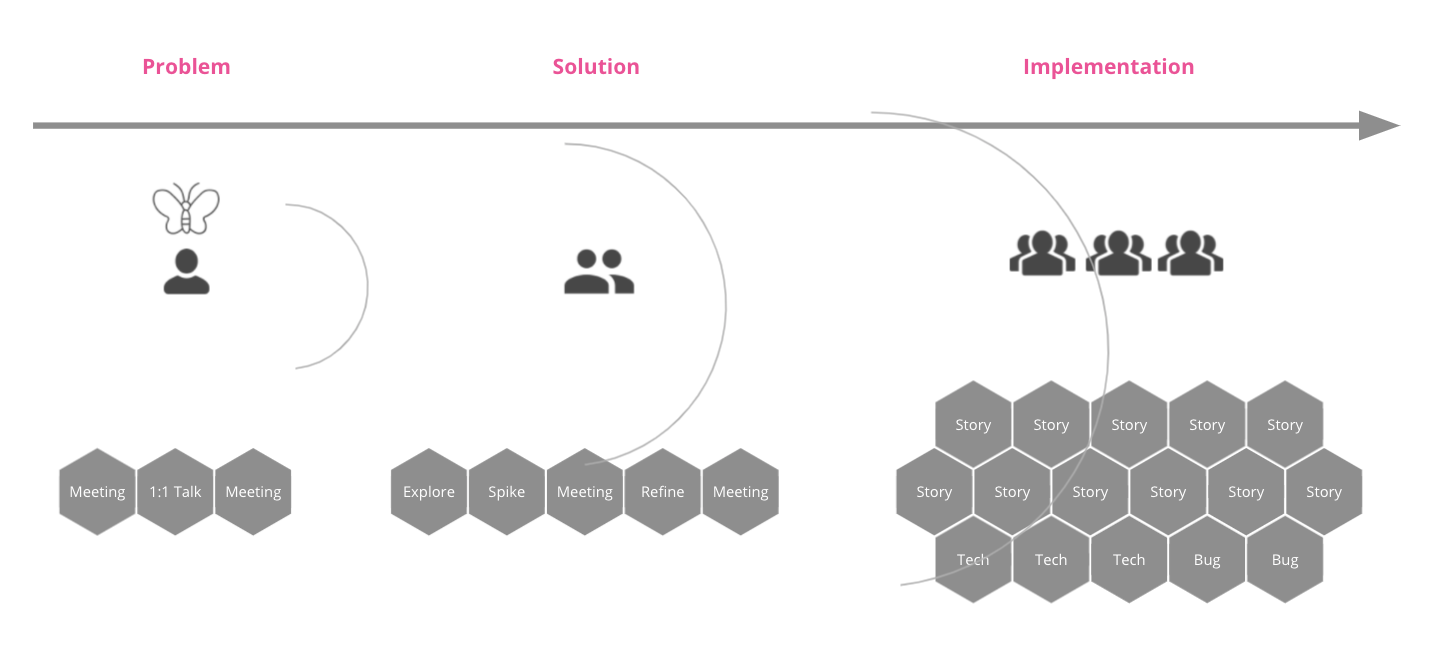 Problem
Solution
Implementation
Meeting
1:1 Talk
Meeting
Explore
Spike
Meeting
Refine
Meeting
Story
Story
Story
Story
Story
Story
Story
Story
Story
Story
Story
Tech
Tech
Tech
Bug
Bug